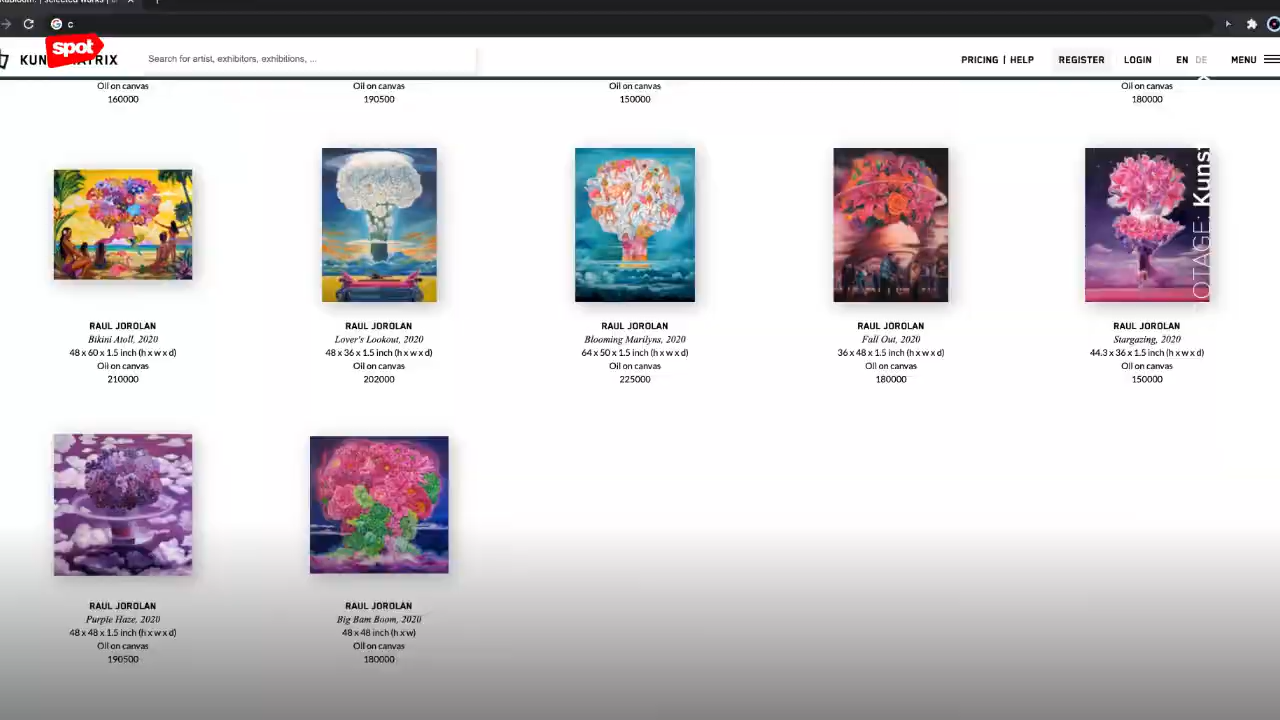 c
spot
KUN TRIX
Search for artist, exhibitors, exhibitions, ...
PRICING | HELP
REGISTER
LOGIN
EN DE
MENU
Oil on canvas
160000
Oil on canvas
190500
Oil on canvas
150000
Oil on canvas
180000
RAUL JOROLAN
Bikini Atoll, 2020
48 x 60 x 1.5 inch (h x w x d)
Oil on canvas
210000
RAUL JOROLAN
Lover's Lookout, 2020
48 x 36 x 1.5 inch (h x w x d)
Oil on canvas
202000
RAUL JOROLAN
Blooming Marilyns, 2020
64 x 50 x 1.5 inch (h x w x d)
Oil on canvas
225000
RAUL JOROLAN
Fall Out, 2020
36 x 48 x 1.5 inch (h x w x d)
Oil on canvas
180000
RAUL JOROLAN
Stargazing, 2020
44.3 x 36 x 1.5 inch (h x w x d)
Oil on canvas
150000
OTAGE: Kuns
RAUL JOROLAN
Purple Haze, 2020
48 x 48 x 1.5 inch (h x w x d)
Oil on canvas
190500
RAUL JOROLAN
Big Bam Boom, 2020
48 x 48 inch (h x w)
Oil on canvas
180000